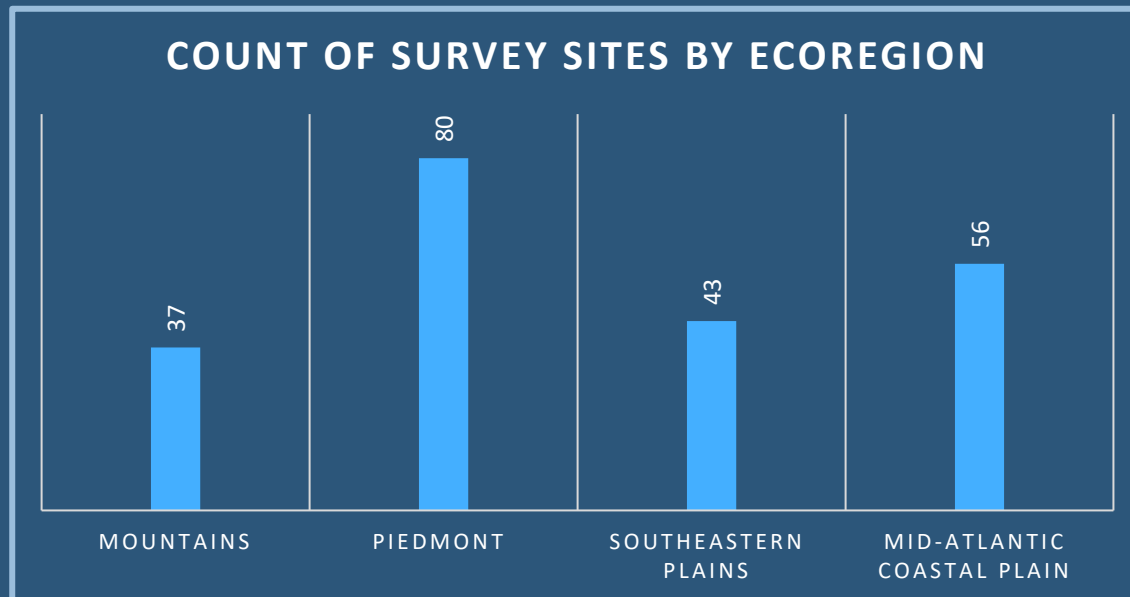 COUNT OF SURVEY SITES BY ECOREGION
37
80
43
56
MOUNTAINS
PIEDMONT
SOUTHEASTERN
PLAINS
MID-ATLANTIC
COASTAL PLAIN